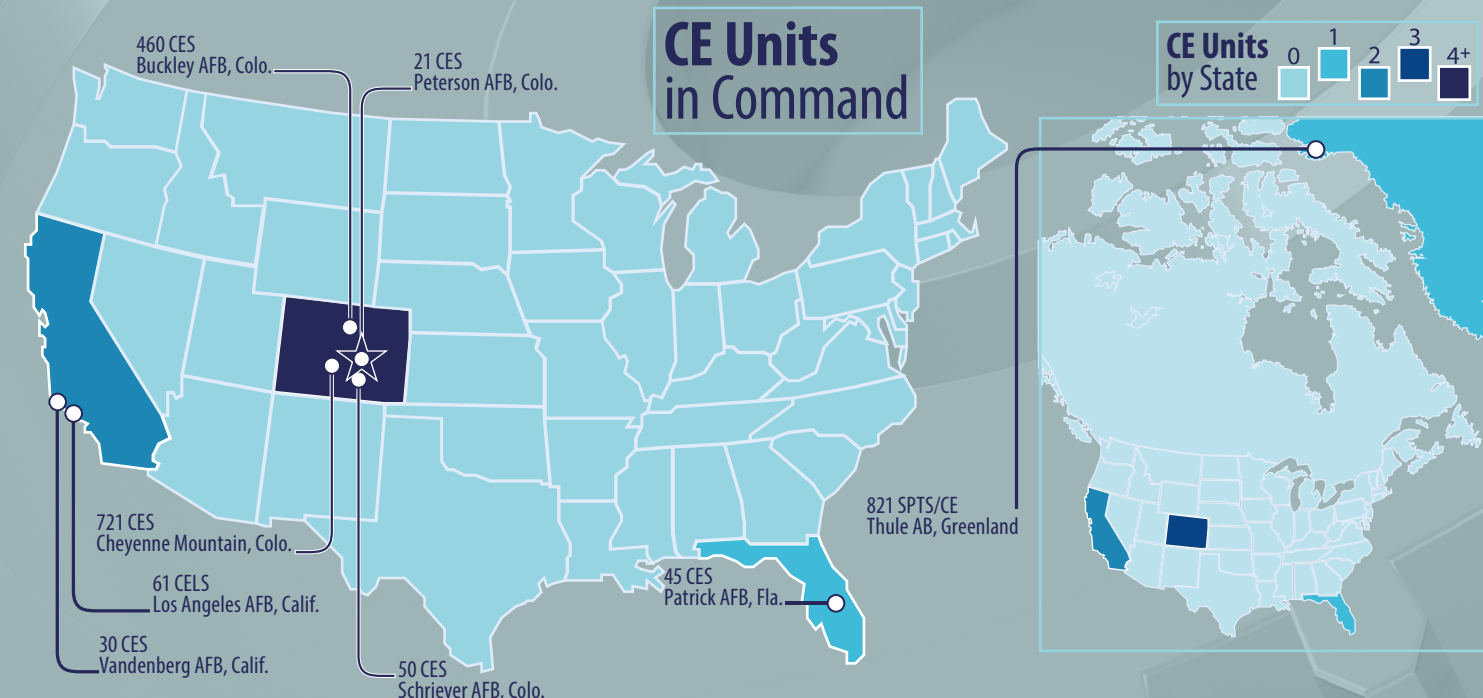 CE Units
in Command
CE Units
by State
0
1
2
3
4+
460 CES
Buckley AFB, Colo.
21 CES
Peterson AFB, Colo.
721 CES
Cheyenne Mountain, Colo.
61 CELS
Los Angeles AFB, Calif.
30 CES
Vandenberg AFB, Calif.
50 CES
Schriever AFB, Colo.
45 CES
Patrick AFB, Fla.
821 SPTS/CE
Thule AB, Greenland